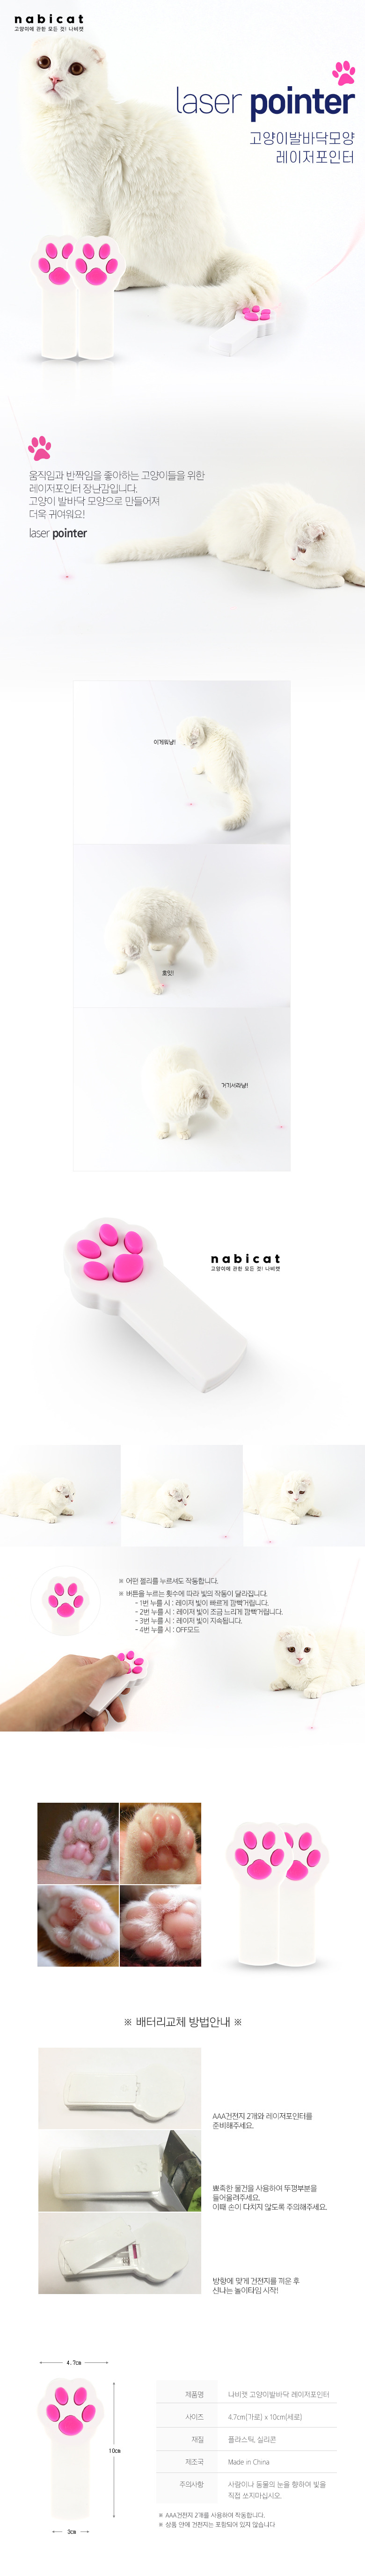 nabicat
고양이에 관한 모든 것! 나비캣
laser pointer
고양이발바닥모양
레이저포인터
움직임과 반짝임을 좋아하는 고양이들을 위한
레이저포인터 장난감입니다.
고양이 발바닥 모양으로 만들어져
더욱 귀여워요!
laser pointer
이게뭐냥!
효잇!
거기서라냥!
nabicat
고양이에 관한 모든 것! 나비캣
※ 어떤 젤리를 누르셔도 작동합니다.
※ 버튼을 누르는 횟수에 따라 빛의 작동이 달라집니다.
- 1번 누를 시 : 레이저 빛이 빠르게 깜빡거립니다.
- 2번 누를 시 : 레이저 빛이 조금 느리게 깜빡거립니다.
- 3번 누를 시 : 레이저 빛이 지속됩니다.
- 4번 누를 시 : OFF모드
※ 배터리교체 방법안내 ※
AAA건전지 2개와 레이저포인터를
준비해주세요.
뾰족한 물건을 사용하여 뚜껑부분을
들어올려주세요.
이때 손이 다치지 않도록 주의해주세요.
방향에 맞게 건전지를 끼운 후
신나는 놀이타임 시작!
4.7cm
10cm
3cm
제품명 나비캣 고양이발바닥 레이저포인터
사이즈 4.7cm(가로) x 10cm(세로)
재질 플라스틱, 실리콘
제조국 Made in China
주의사항 사람이나 동물의 눈을 향하여 빛을
직접 쏘지마십시오.
※ AAA건전지 2개를 사용하여 작동합니다.
※ 상품 안에 건전지는 포함되어 있지 않습니다.